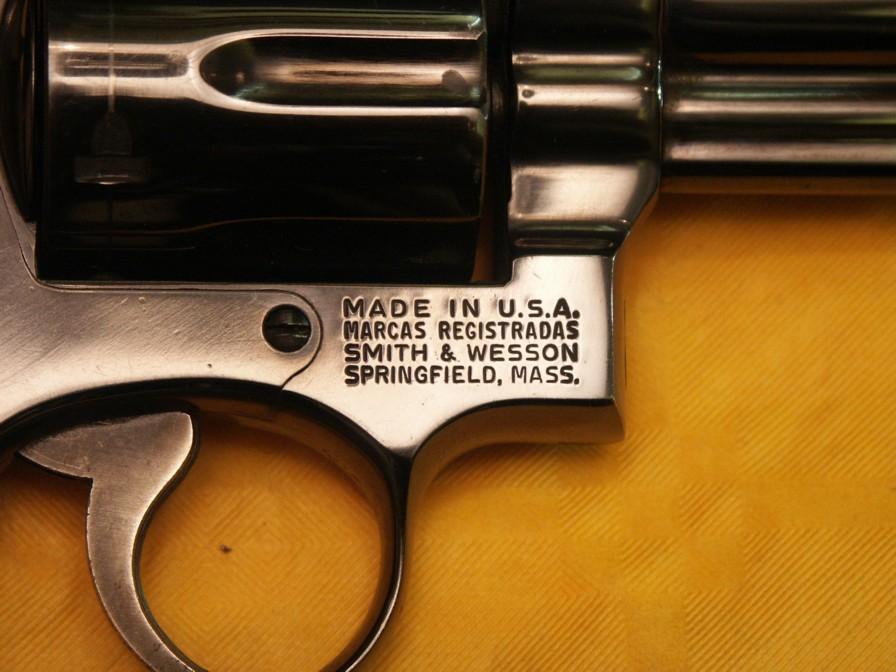 MADE IN U.S.A.
MARCAS REGISTRADAS
SMITH & WESSON
SPRINGFIELD, MASS.